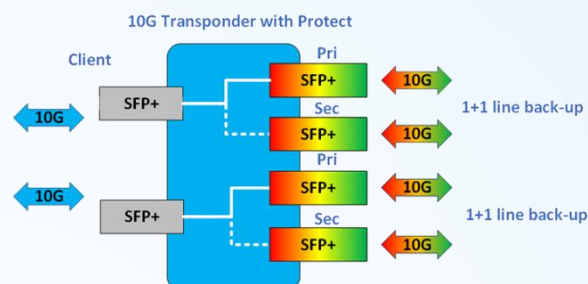 10G Transponder with Protect
Client
Pri
SFP+
SFP+
10G
10G
1+1 line back-up
Sec
SFP+
10G
Pri
10G
SFP+
10G
SFP+
1+1 line back-up
Sec
SFP+
10G